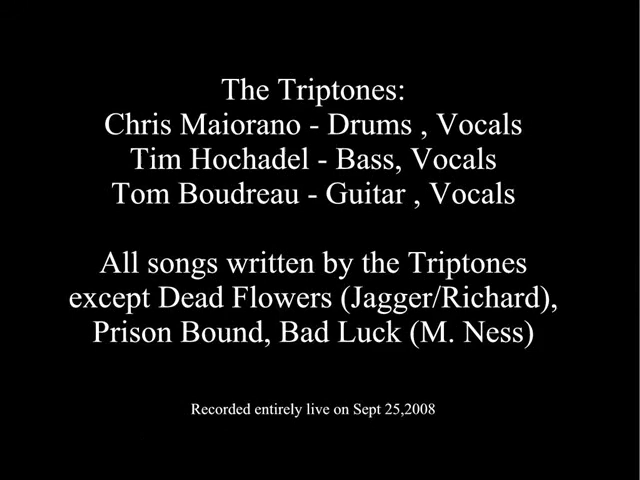 The Triptones:
Chris Maiorano - Drums , Vocals
Tim Hochadel - Bass, Vocals
Tom Boudreau - Guitar , Vocals
All songs written by the Triptones
except Dead Flowers (Jagger/Richard),
Prison Bound, Bad Luck (M. Ness)
Recorded entirely live on Sept 25,2008